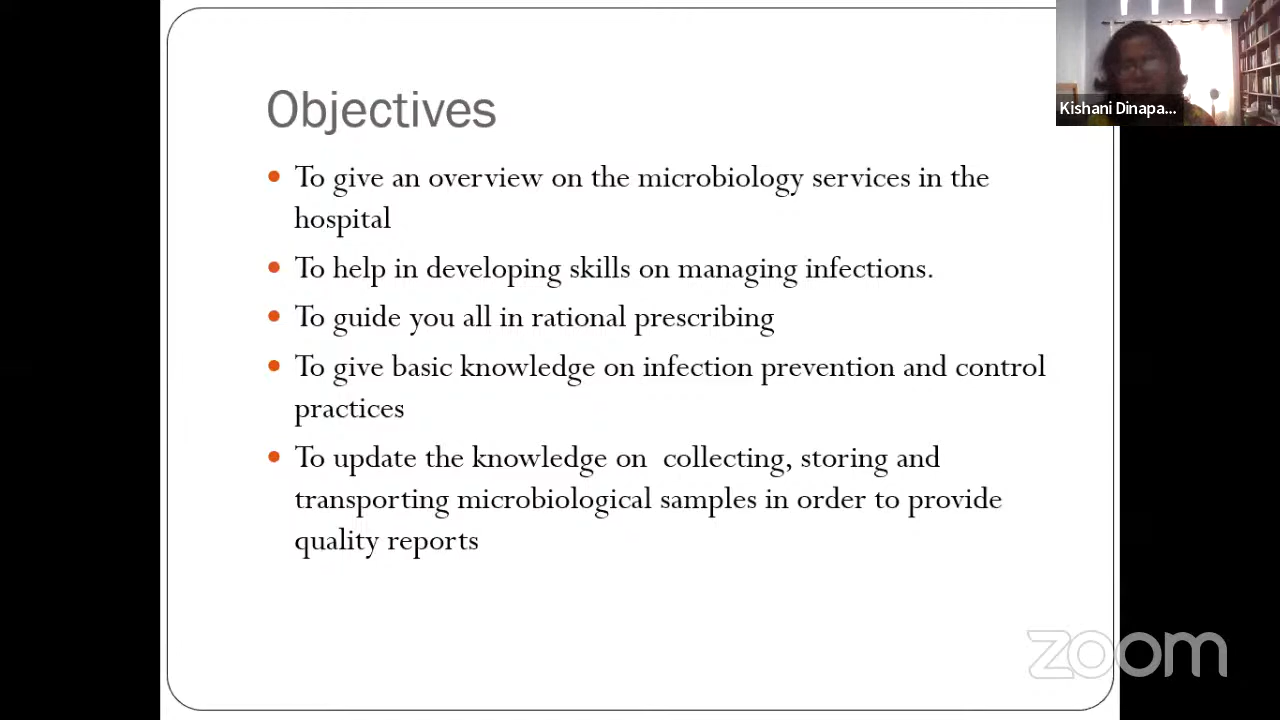 Objectives
Kishani Dinapa...
• To give an overview on the microbiology services in the
hospital
• To help in developing skills on managing infections.
• To guide you all in rational prescribing
• To give basic knowledge on infection prevention and control
practices
• To update the knowledge on collecting, storing and
transporting microbiological samples in order to provide
quality reports
zoom